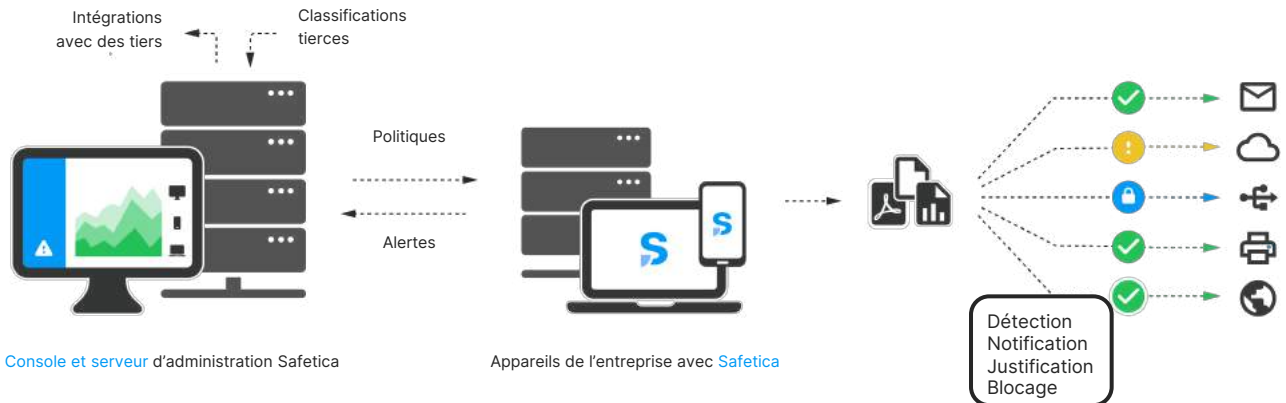 Intégrations
avec des tiers
Classifications
tierces
Politiques
Alertes
Console et serveur d’administration Safetica
Appareils de l’entreprise avec Safetica
Détection
Notification
Justification
Blocage